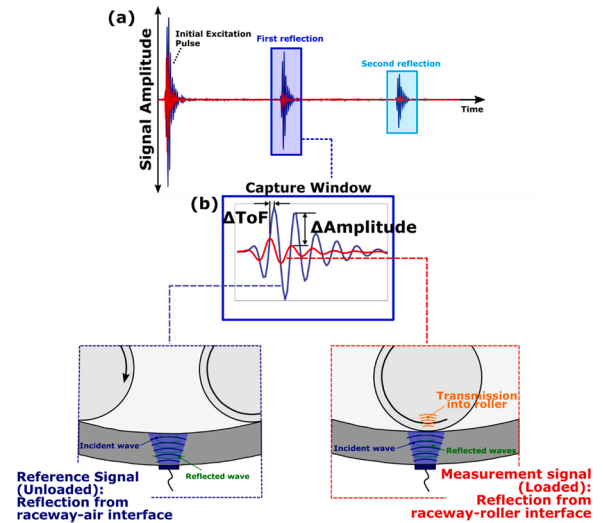 (a)
Signal Amplitude
Initial Excitation
Pulse
First reflection
Second reflection
Time
Capture Window
(b)
ΔToF
ΔAmplitude
Transmission
into roller
Incident wave
Reflected wave
Incident wave
Reflected waves
Reference Signal
(Unloaded):
Reflection from
raceway-air interface
Measurement signal
(Loaded):
Reflection from
raceway-roller interface